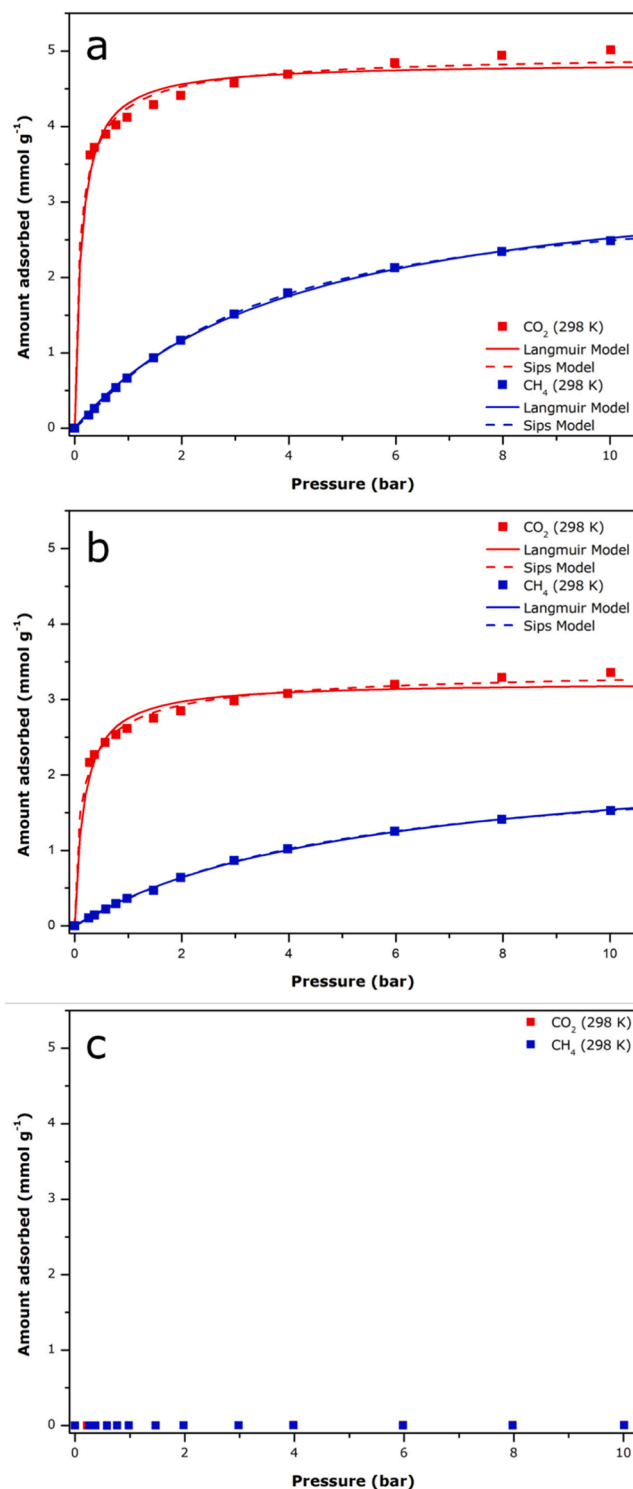 a
5
4
3
2
1
0
Amount adsorbed (mmol g⁻¹)
CO₂ (298 K)
Langmuir Model
Sips Model
CH₄ (298 K)
Langmuir Model
Sips Model
0 2 4 6 8 10
Pressure (bar)
b
5
4
3
2
1
0
Amount adsorbed (mmol g⁻¹)
CO₂ (298 K)
Langmuir Model
Sips Model
CH₄ (298 K)
Langmuir Model
Sips Model
0 2 4 6 8 10
Pressure (bar)
c
5
4
3
2
1
0
Amount adsorbed (mmol g⁻¹)
CO₂ (298 K)
CH₄ (298 K)
0 2 4 6 8 10
Pressure (bar)